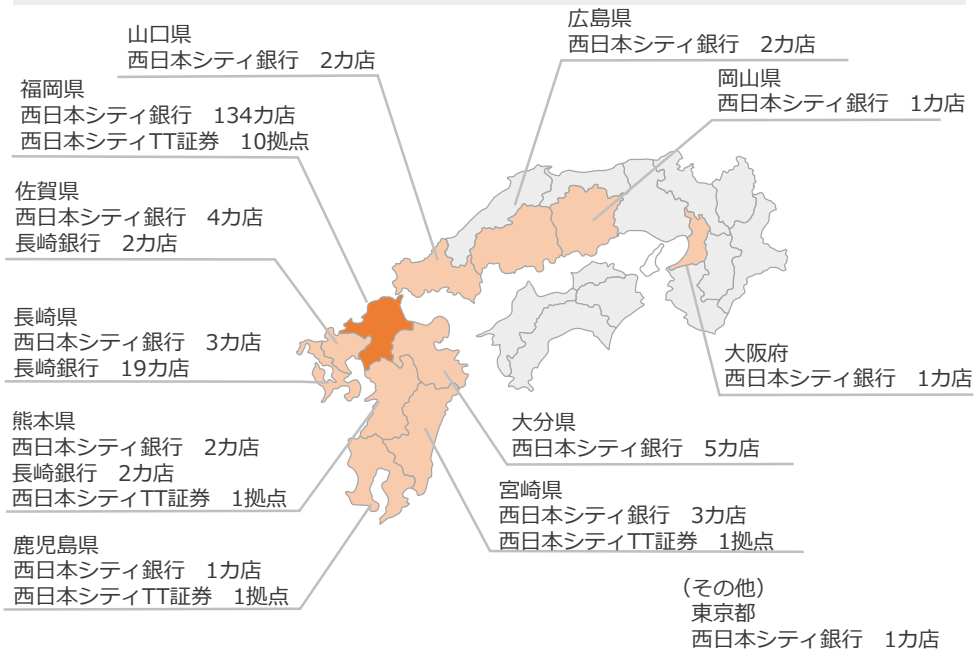 山口県
西日本シティ銀行　2カ店
広島県
西日本シティ銀行　2カ店
岡山県
西日本シティ銀行　1カ店
福岡県
西日本シティ銀行　134カ店
西日本シティTT証券　10拠点
佐賀県
西日本シティ銀行　4カ店
長崎銀行　2カ店
長崎県
西日本シティ銀行　3カ店
長崎銀行　19カ店
大阪府
西日本シティ銀行　1カ店
熊本県
西日本シティ銀行　2カ店
長崎銀行　2カ店
西日本シティTT証券　1拠点
大分県
西日本シティ銀行　5カ店
宮崎県
西日本シティ銀行　3カ店
西日本シティTT証券　1拠点
鹿児島県
西日本シティ銀行　1カ店
西日本シティTT証券　1拠点
（その他）
東京都
西日本シティ銀行　1カ店